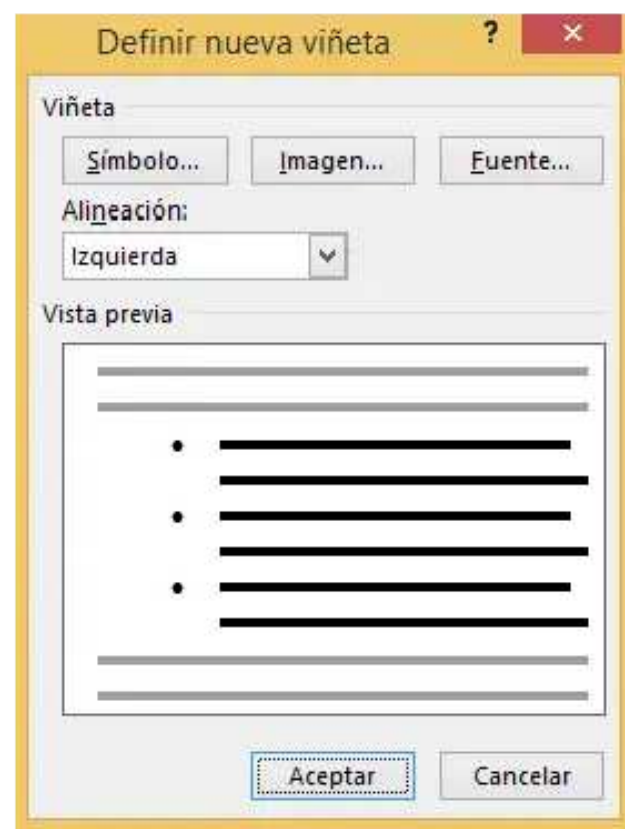 Definir nueva viñeta ? ×
Viñeta
Símbolo... Imagen... Fuente...
Alineación:
Izquierda
Vista previa
Aceptar Cancelar